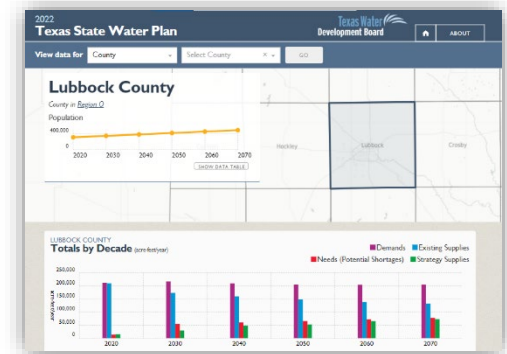 2022
Texas State Water Plan
Texas Water
Development Board
ABOUT
View data for
County
Select County
GO
Lubbock County
County in Region O
Population
400,000
0
2020 2030 2040 2050 2060 2070
SHOW DATA TABLE
Hockley
Lubbock
Crosby
LUBBOCK COUNTY
Totals by Decade (acre-feet/year)
Demands Existing Supplies
Needs (Potential Shortages) Strategy Supplies
250,000
200,000
150,000
100,000
50,000
0
acre-feet/year
2020 2030 2040 2050 2060 2070